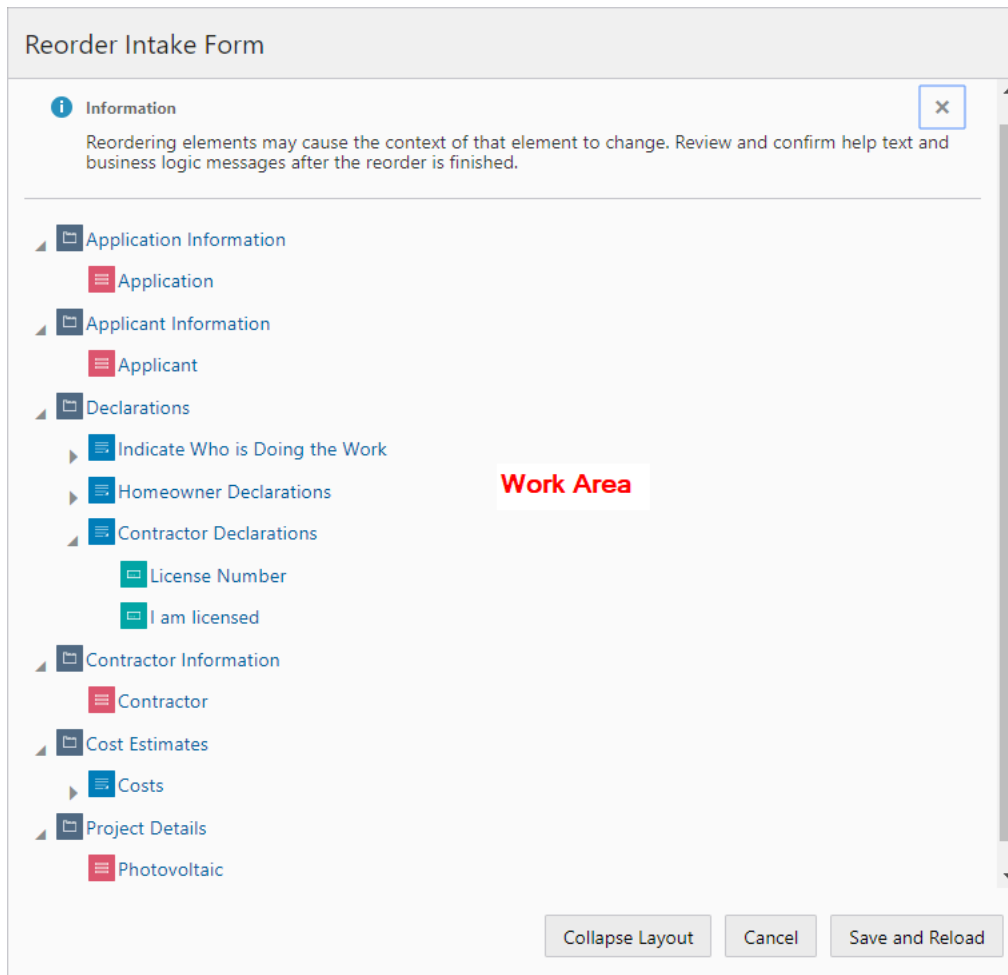 Reorder Intake Form
Information
Reordering elements may cause the context of that element to change. Review and confirm help text and
business logic messages after the reorder is finished.
Application Information
Application
Applicant Information
Applicant
Declarations
Indicate Who is Doing the Work
Work Area
Homeowner Declarations
Contractor Declarations
License Number
I am licensed
Contractor Information
Contractor
Cost Estimates
Costs
Project Details
Photovoltaic
Collapse Layout Cancel Save and Reload